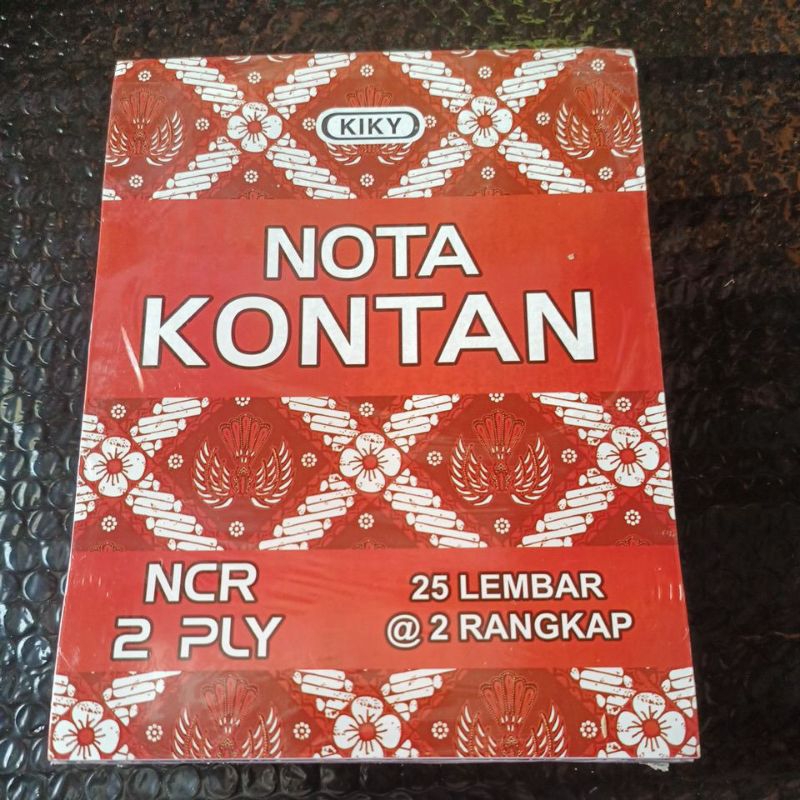 KIKY
NOTA
KONTAN
NCR
2 PLY
25 LEMBAR
@ 2 RANGKAP